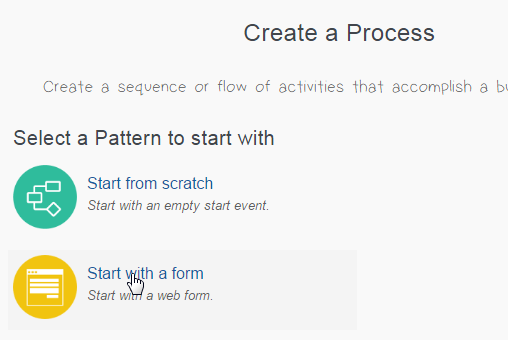 Create a Process
Create a sequence or flow of activities that accomplish a
Select a Pattern to start with
Start from scratch
Start with an empty start event.
Start with a form
Start with a web form.